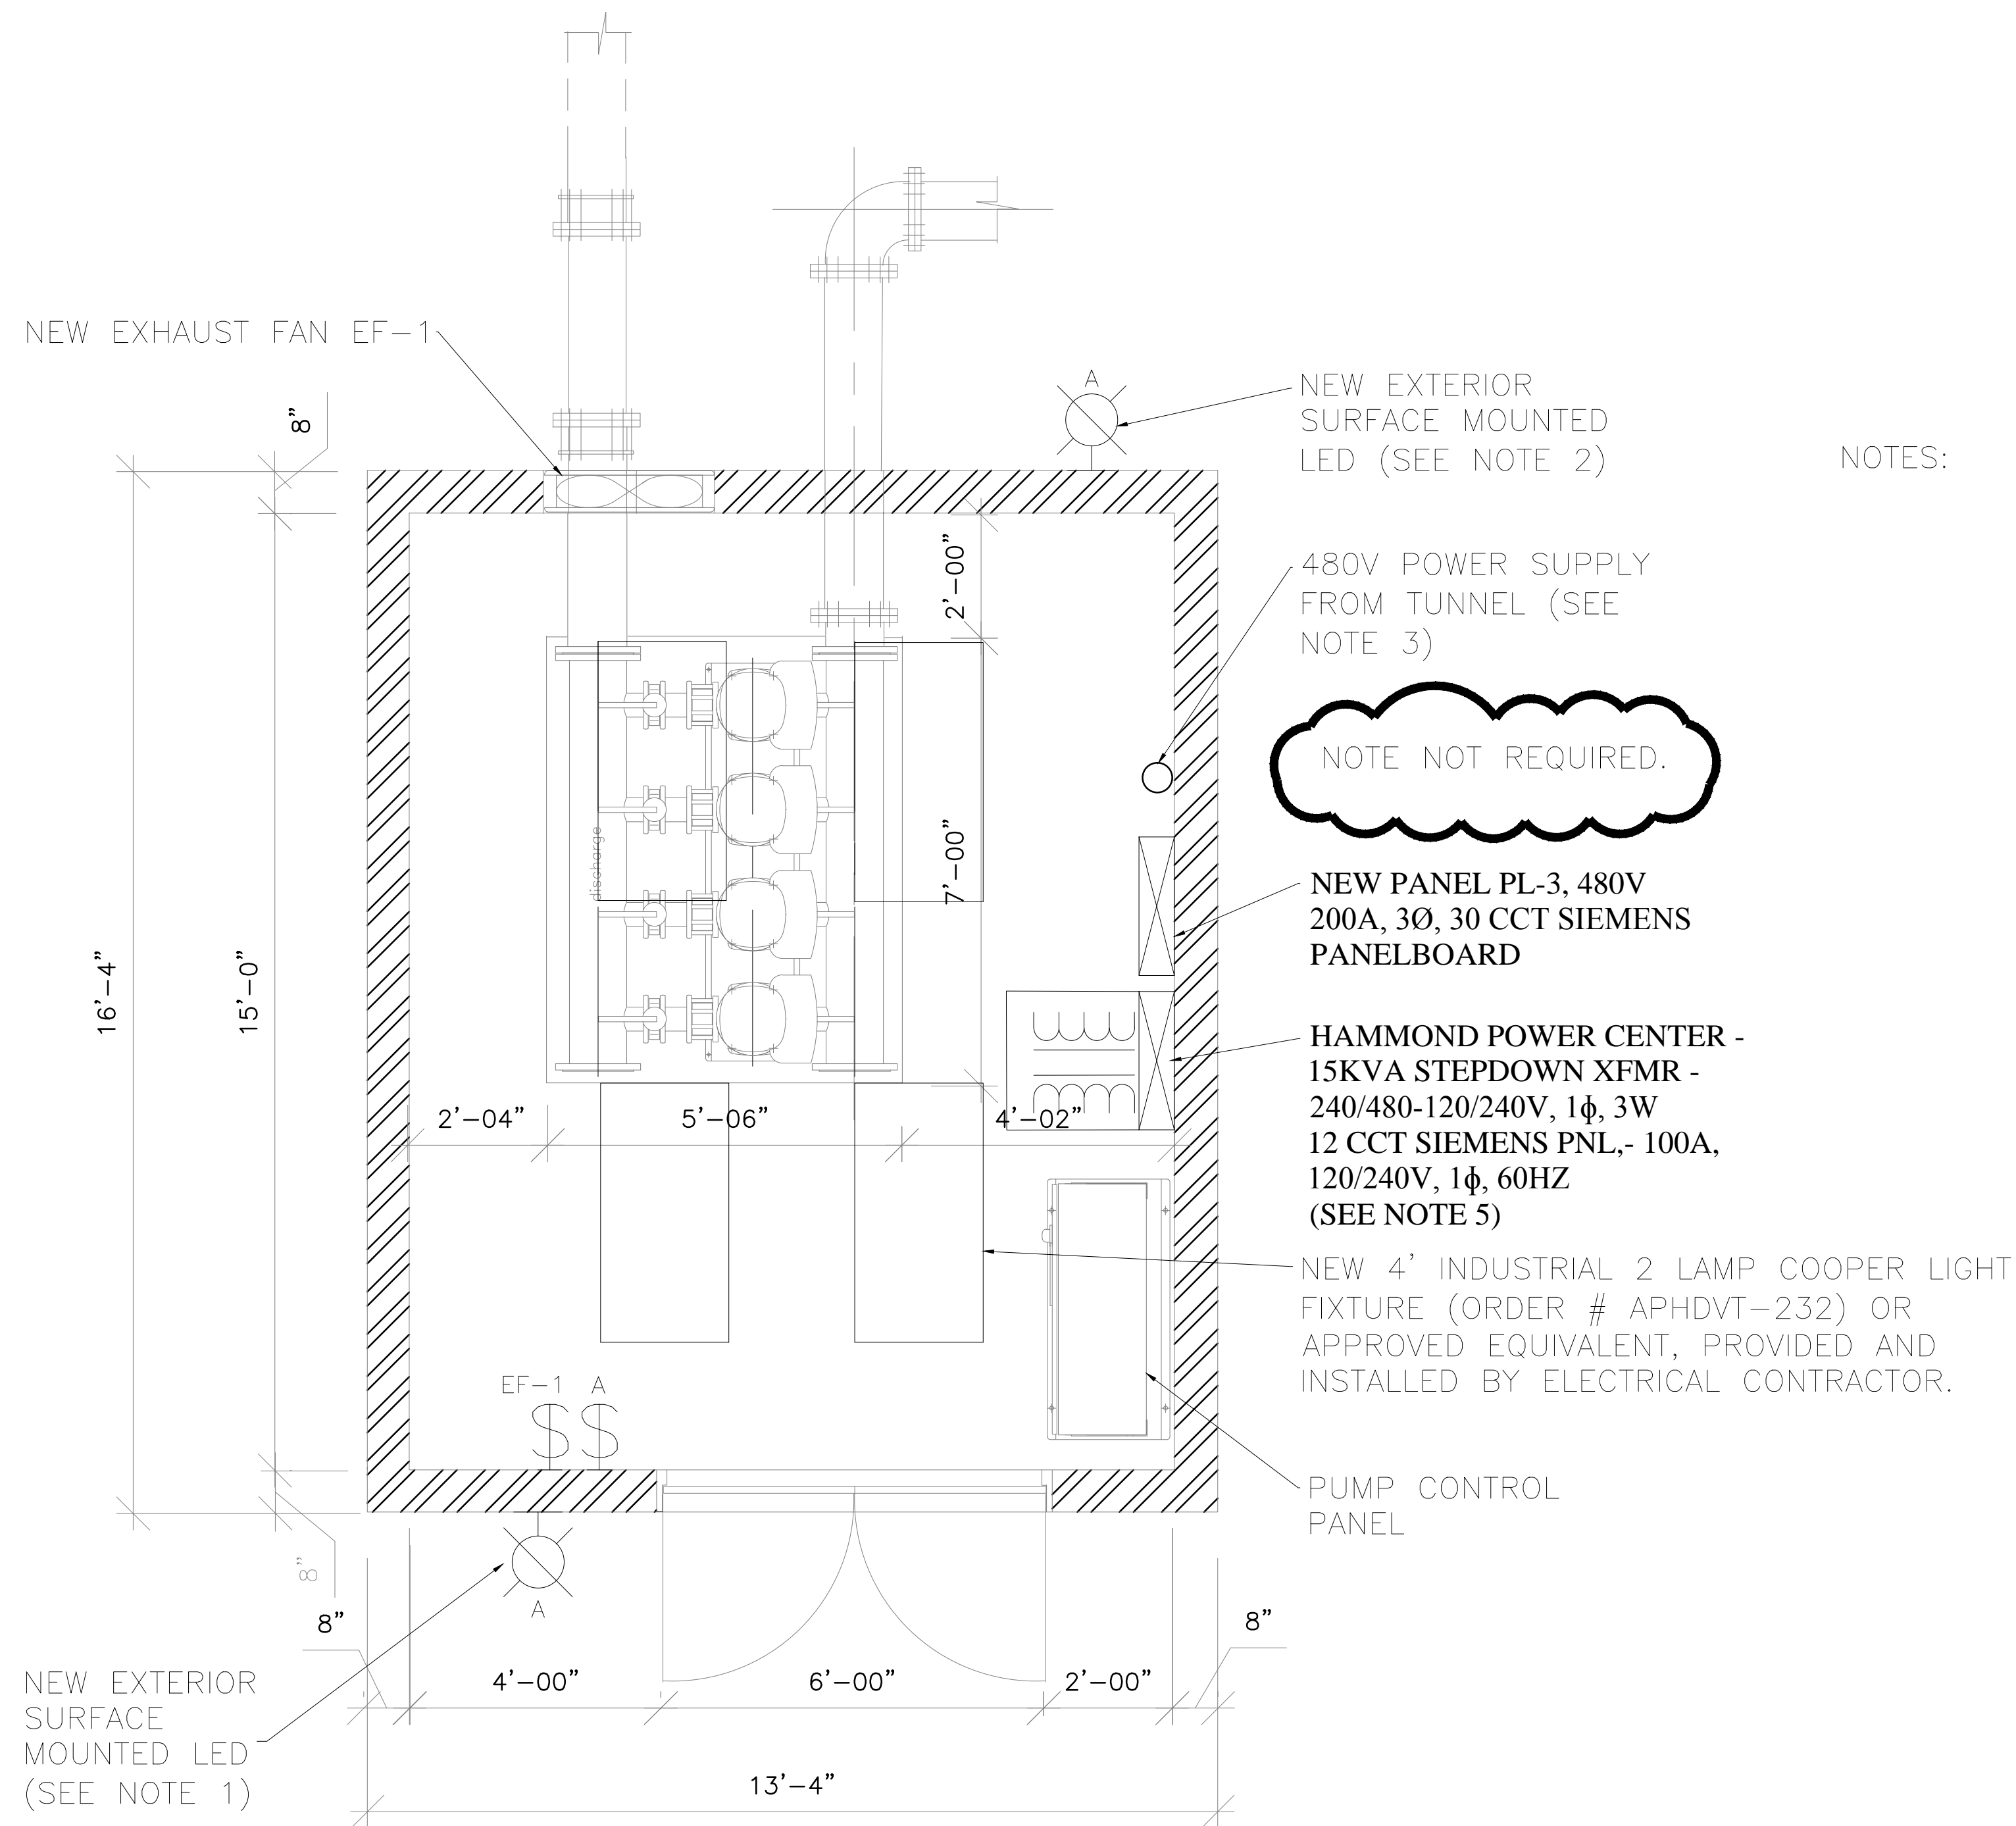 NEW EXHAUST FAN EF-1
8"
A
NEW EXTERIOR
SURFACE MOUNTED
LED (SEE NOTE 2)
NOTES:
2'-00"
480V POWER SUPPLY
FROM TUNNEL (SEE
NOTE 3)
NOTE NOT REQUIRED.
discharge
7'-00"
NEW PANEL PL-3, 480V
200A, 3Ø, 30 CCT SIEMENS
PANELBOARD
16'-4"
15'-0"
HAMMOND POWER CENTER -
15KVA STEPDOWN XFMR -
240/480-120/240V, 1ɸ, 3W
12 CCT SIEMENS PNL,- 100A,
120/240V, 1ɸ, 60HZ
(SEE NOTE 5)
2'-04"
5'-06"
4'-02"
NEW 4' INDUSTRIAL 2 LAMP COOPER LIGHT
FIXTURE (ORDER # APHDVT-232) OR
APPROVED EQUIVALENT, PROVIDED AND
INSTALLED BY ELECTRICAL CONTRACTOR.
EF-1 A
PUMP CONTROL
PANEL
8"
A
8"
8"
NEW EXTERIOR
SURFACE
MOUNTED LED
(SEE NOTE 1)
4'-00"
6'-00"
2'-00"
13'-4"